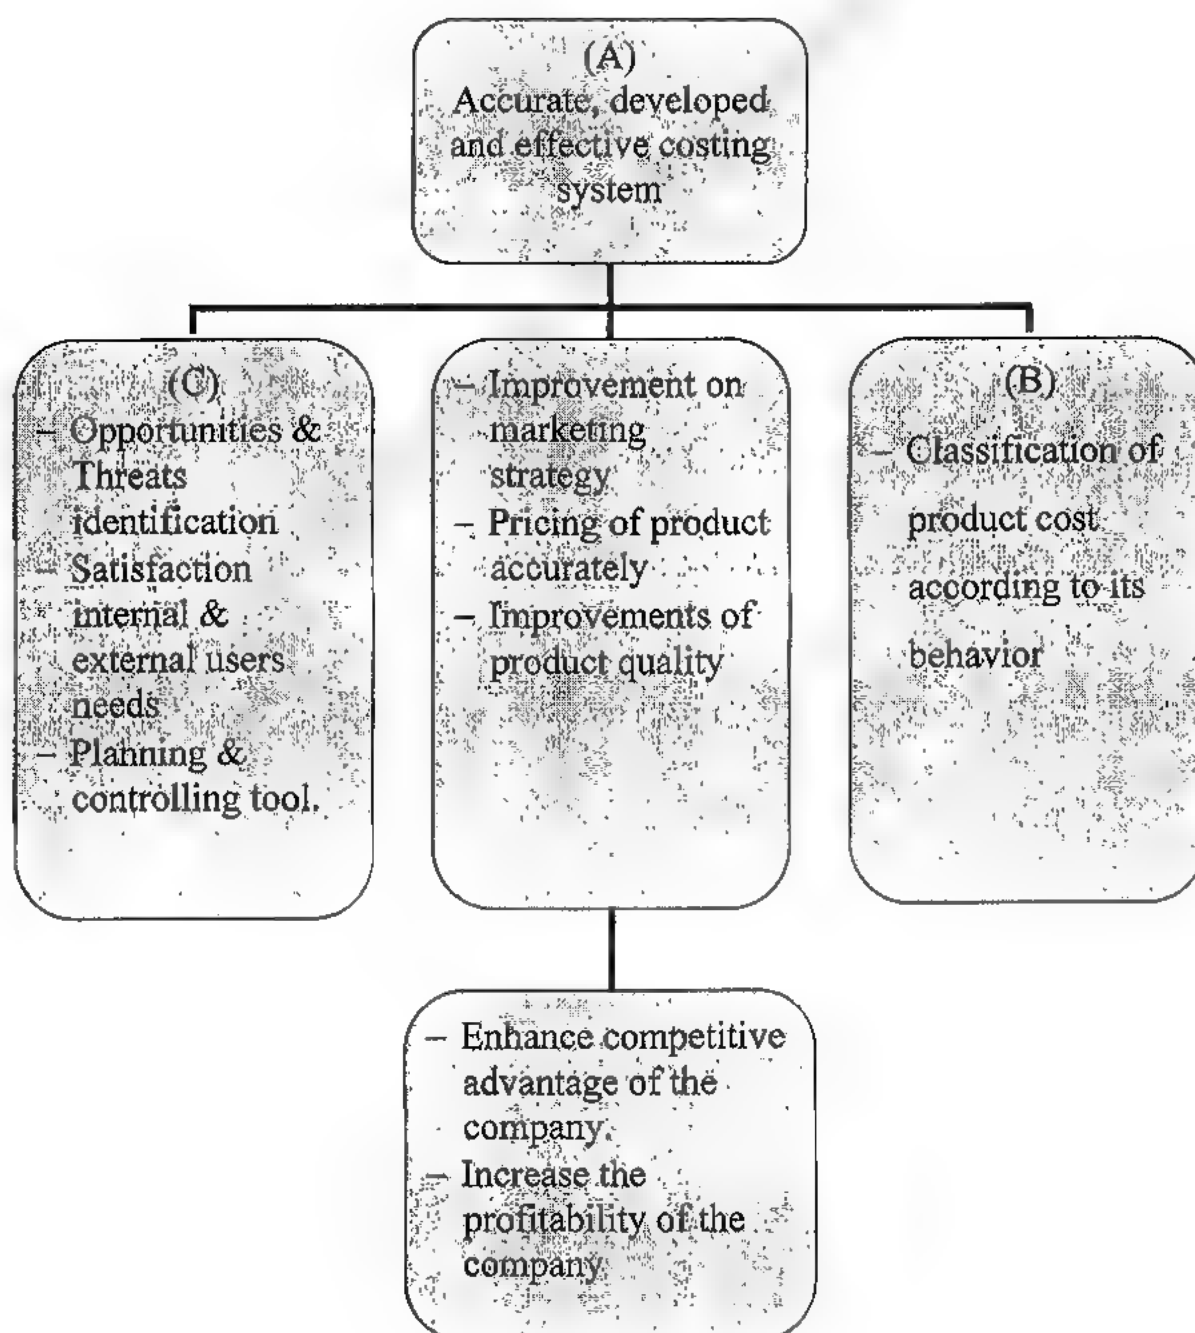 (A)
Accurate, developed
and effective costing
system
(C)
– Opportunities &
Threats
identification
– Satisfaction
internal &
external users
needs
– Planning &
controlling tool.
– Improvement on
marketing
strategy
– Pricing of product
accurately
– Improvements of
product quality
(B)
– Classification of
product cost
according to its
behavior
– Enhance competitive
advantage of the
company.
– Increase the
profitability of the
company